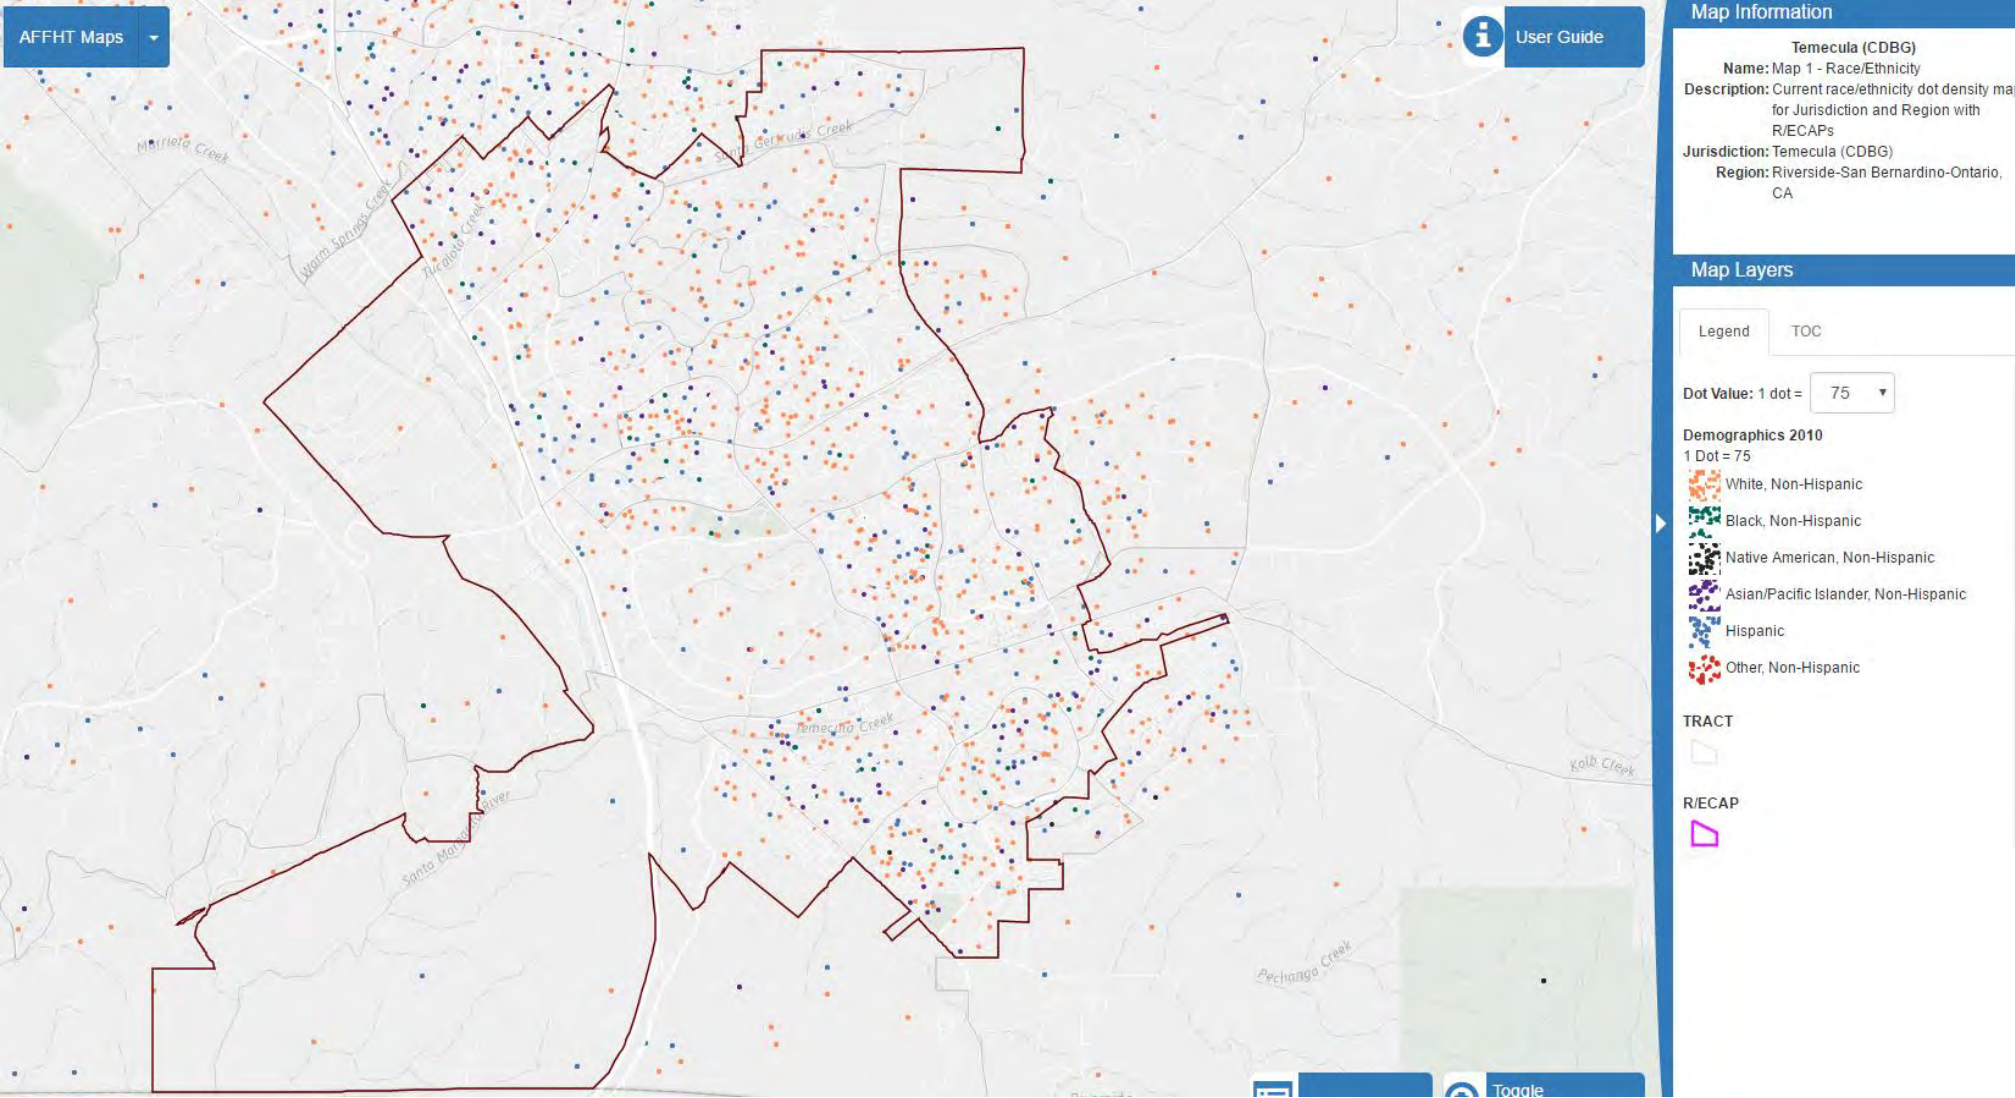 AFFHT Maps
User Guide
Murrieta Creek
Warm Springs Creek
Tucalota Creek
Santa Gertrudis Creek
Temecula Creek
Santa Margarita River
Kolb Creek
Pechanga Creek
Toggle
Map Information
Temecula (CDBG)
Name: Map 1 - Race/Ethnicity
Description: Current race/ethnicity dot density ma
for Jurisdiction and Region with
R/ECAPs
Jurisdiction: Temecula (CDBG)
Region: Riverside-San Bernardino-Ontario,
CA
Map Layers
Legend TOC
Dot Value: 1 dot = 75
Demographics 2010
1 Dot = 75
White, Non-Hispanic
Black, Non-Hispanic
Native American, Non-Hispanic
Asian/Pacific Islander, Non-Hispanic
Hispanic
Other, Non-Hispanic
TRACT
R/ECAP